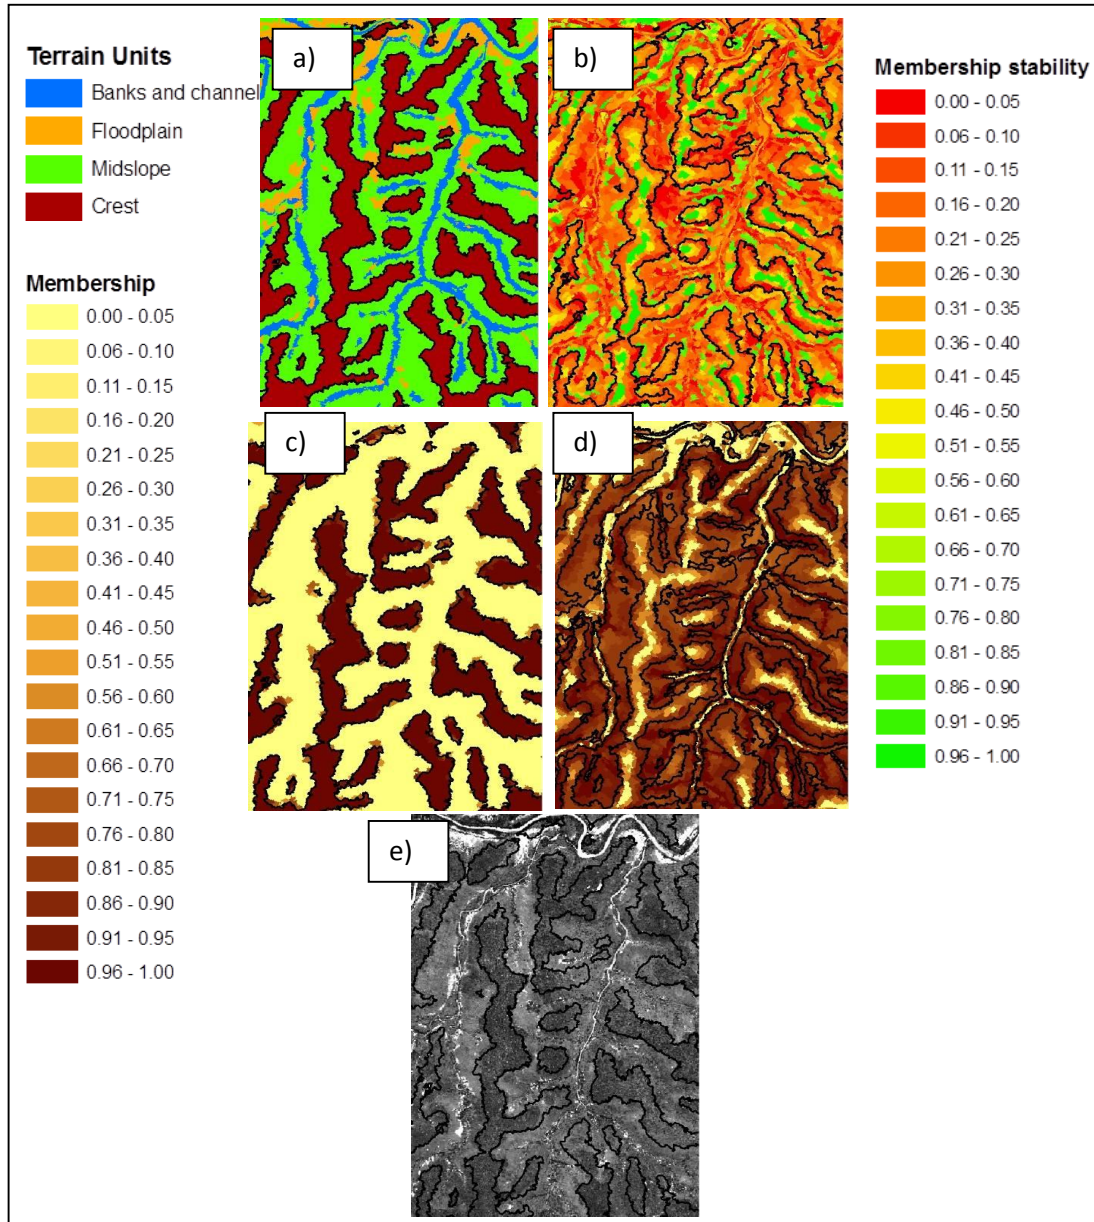 Terrain Units
Banks and channel
Floodplain
Midslope
Crest
Membership
0.00 - 0.05
0.06 - 0.10
0.11 - 0.15
0.16 - 0.20
0.21 - 0.25
0.26 - 0.30
0.31 - 0.35
0.36 - 0.40
0.41 - 0.45
0.46 - 0.50
0.51 - 0.55
0.56 - 0.60
0.61 - 0.65
0.66 - 0.70
0.71 - 0.75
0.76 - 0.80
0.81 - 0.85
0.86 - 0.90
0.91 - 0.95
0.96 - 1.00
a)
b)
c)
d)
e)
Membership stability
0.00 - 0.05
0.06 - 0.10
0.11 - 0.15
0.16 - 0.20
0.21 - 0.25
0.26 - 0.30
0.31 - 0.35
0.36 - 0.40
0.41 - 0.45
0.46 - 0.50
0.51 - 0.55
0.56 - 0.60
0.61 - 0.65
0.66 - 0.70
0.71 - 0.75
0.76 - 0.80
0.81 - 0.85
0.86 - 0.90
0.91 - 0.95
0.96 - 1.00